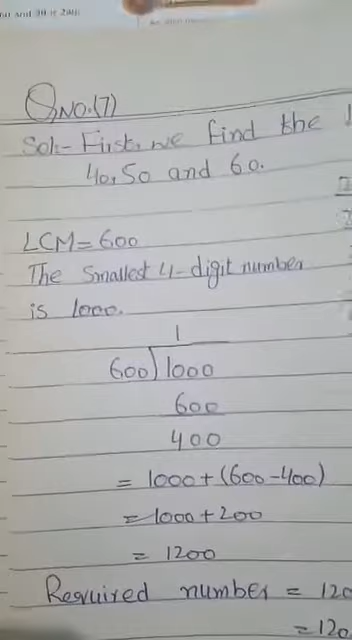 Q No.(7)
Sol:- First, we find the
40, 50 and 60.
LCM = 600
The Smallest 4-digit number
is 1000.
1
600)1000
600
400
= 1000 + (600-400)
= 1000 + 200
= 1200
Required number = 120
= 120